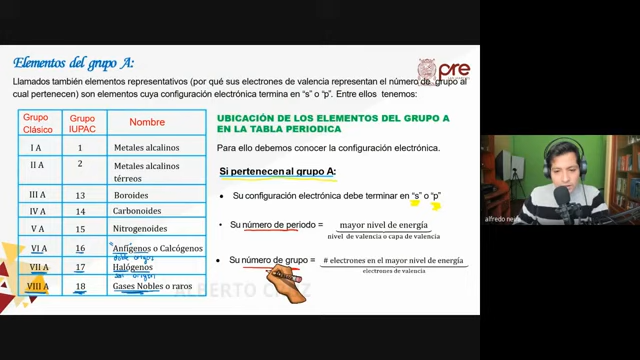 Elementos del grupo A:
pre
Llamados también elementos representativos (por qué sus electrones de valencia representan el número de grupo al
cual pertenecen) son elementos cuya configuración electrónica termina en “s” o “p”. Entre ellos tenemos:
Grupo Clásico Grupo IUPAC Nombre
I A 1 Metales alcalinos
II A 2 Metales alcalinos térreos
III A 13 Boroides
IV A 14 Carbonoides
V A 15 Nitrogenoides
VI A 16 Anfígenos o Calcógenos
VII A 17 Halógenos
VIII A 18 Gases Nobles o raros
UBICACIÓN DE LOS ELEMENTOS DEL GRUPO A
EN LA TABLA PERIODICA
Para ello debemos conocer la configuración electrónica.
Si pertenecen al grupo A:
• Su configuración electrónica debe terminar en “s” o “p”
• Su número de periodo = mayor nivel de energía
nivel de valencia o capa de valencia
• Su número de grupo = # electrones en el mayor nivel de energía
electrones de valencia